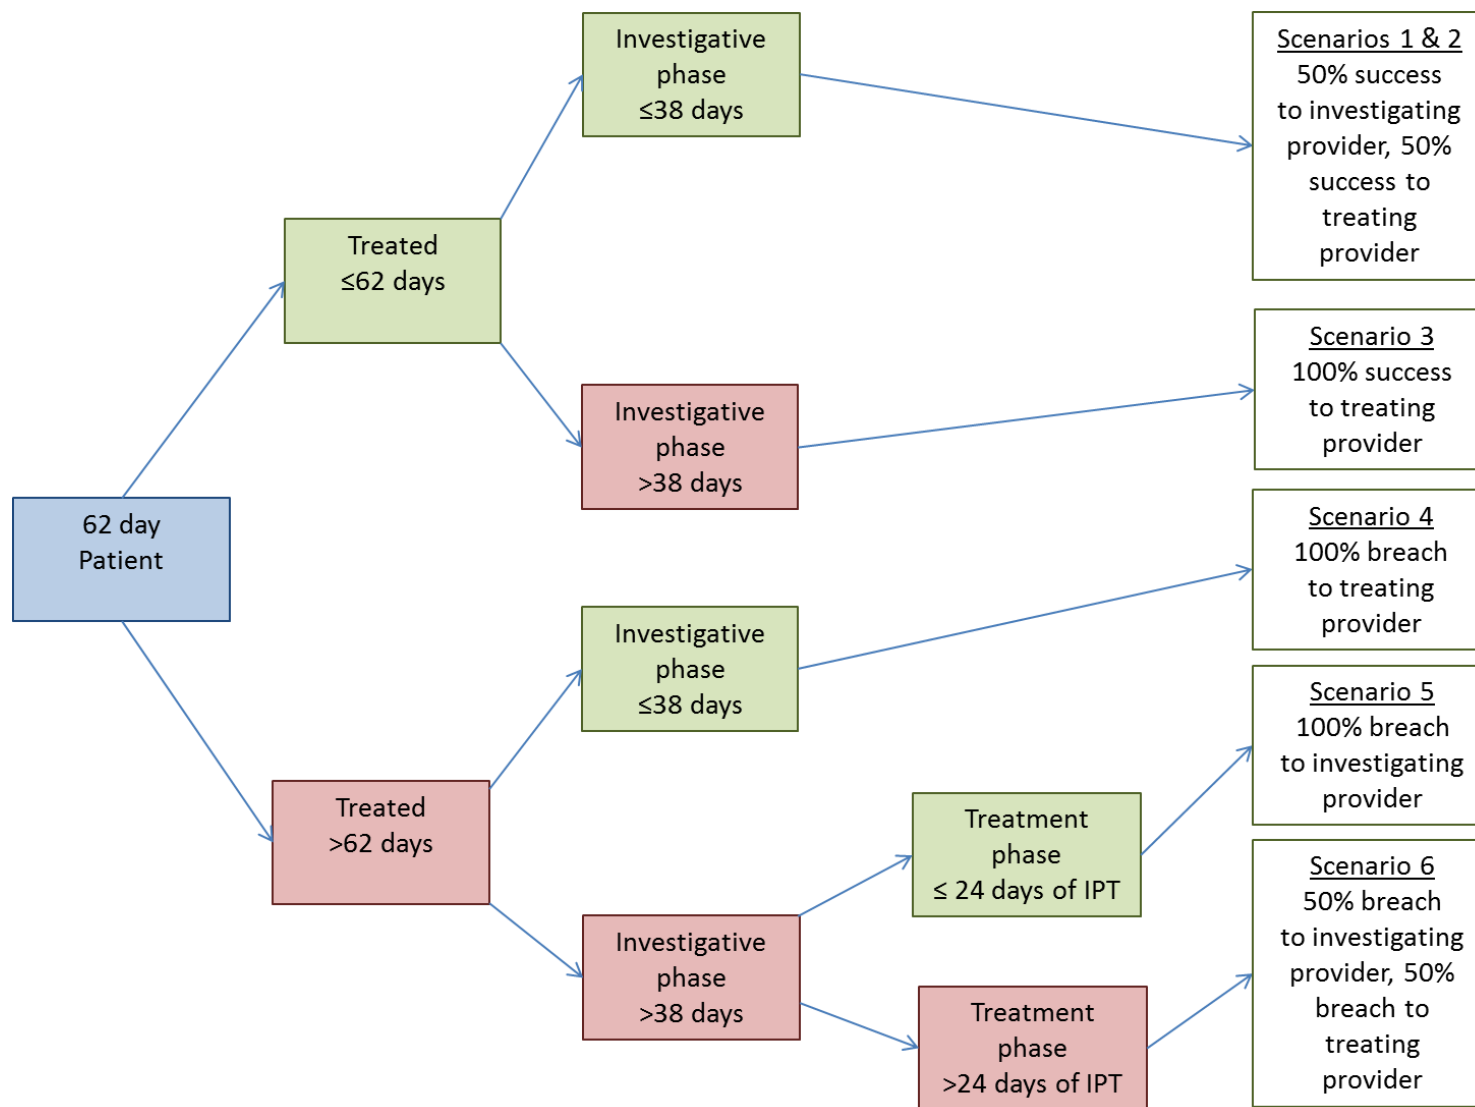 62 day
Patient
Treated
≤62 days
Treated
>62 days
Investigative
phase
≤38 days
Investigative
phase
>38 days
Investigative
phase
≤38 days
Investigative
phase
>38 days
Treatment
phase
≤ 24 days of IPT
Treatment
phase
>24 days of IPT
Scenarios 1 & 2
50% success
to investigating
provider, 50%
success to
treating
provider
Scenario 3
100% success
to treating
provider
Scenario 4
100% breach
to treating
provider
Scenario 5
100% breach
to investigating
provider
Scenario 6
50% breach
to investigating
provider, 50%
breach to
treating
provider